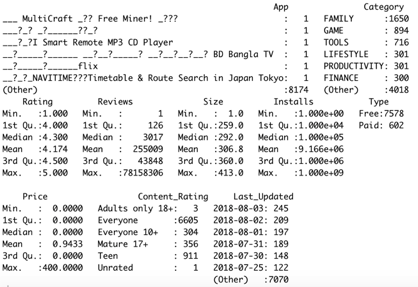 App Category
___ MultiCraft _?? Free Miner! _??? : 1 FAMILY :1650
___?_? _?______??_? : 1 GAME : 894
___?_?I Smart Remote MP3 CD Player : 1 TOOLS : 716
BD Bangla TV : 1 LIFESTYLE : 301
__?_____?_____flix : 1 PRODUCTIVITY: 301
__?_?_NAVITIME???Timetable & Route Search in Japan Tokyo: 1 FINANCE : 300
(Other) :8174 (Other) :4018
Rating Reviews Size Installs Type
Min. :1.000 Min. : 1 Min. : 1.0 Min. :1.000e+00 Free:7578
1st Qu.:4.000 1st Qu.: 126 1st Qu.:259.0 1st Qu.:1.000e+04 Paid: 602
Median :4.300 Median : 3017 Median :292.0 Median :1.000e+05
Mean :4.174 Mean : 255009 Mean :306.8 Mean :9.166e+06
3rd Qu.:4.500 3rd Qu.: 43848 3rd Qu.:360.0 3rd Qu.:1.000e+06
Max. :5.000 Max. :78158306 Max. :413.0 Max. :1.000e+09
Price Content_Rating Last_Updated
Min. : 0.0000 Adults only 18+: 3 2018-08-03: 245
1st Qu.: 0.0000 Everyone :6605 2018-08-02: 209
Median : 0.0000 Everyone 10+ : 304 2018-08-01: 197
Mean : 0.9433 Mature 17+ : 356 2018-07-31: 189
3rd Qu.: 0.0000 Teen : 911 2018-07-30: 148
Max. :400.0000 Unrated : 1 2018-07-25: 122
(Other) :7070